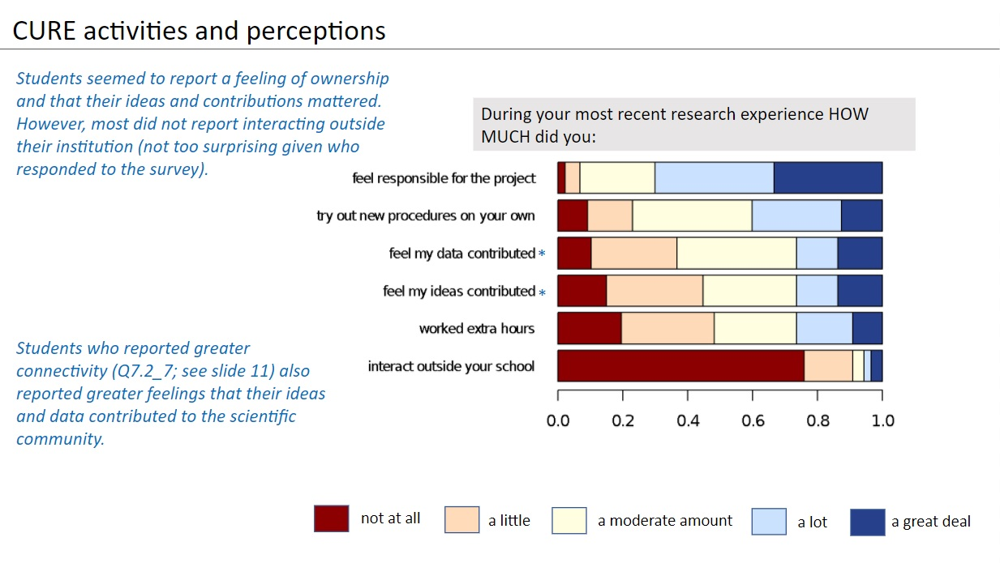 CURE activities and perceptions
Students seemed to report a feeling of ownership
and that their ideas and contributions mattered.
However, most did not report interacting outside
their institution (not too surprising given who
responded to the survey).
During your most recent research experience HOW
MUCH did you:
feel responsible for the project
try out new procedures on your own
feel my data contributed *
feel my ideas contributed *
worked extra hours
interact outside your school
0.0 0.2 0.4 0.6 0.8 1.0
Students who reported greater
connectivity (Q7.2_7; see slide 11) also
reported greater feelings that their ideas
and data contributed to the scientific
community.
not at all a little a moderate amount a lot a great deal